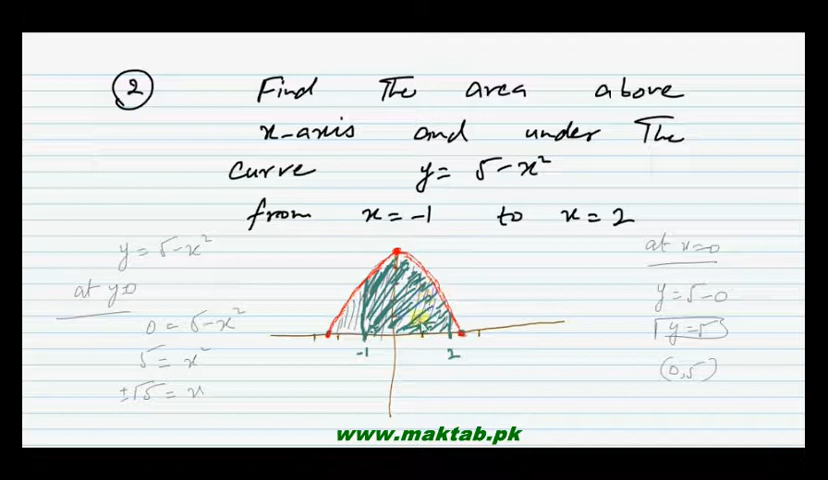 2 Find The area above
x-axis and under The
curve y = 5-x²
from x=-1 to x=2
y = 5-x²
at y=0
0 = 5-x²
5 = x²
±√5 = x
at x=0
y=5-0
y=5
(0,5)
-1 2
www.maktab.pk